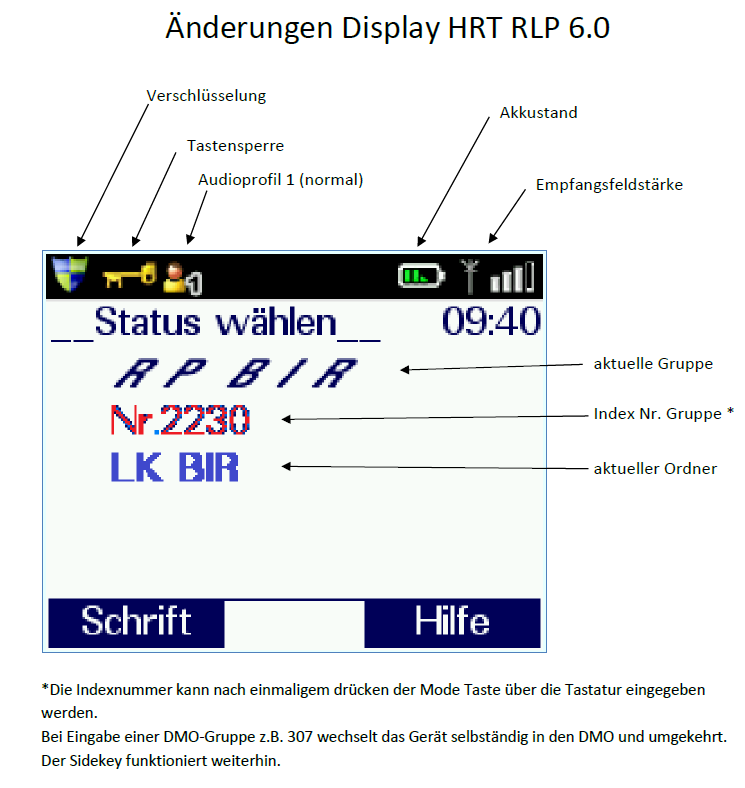 Änderungen Display HRT RLP 6.0
Verschlüsselung
Akkustand
Tastensperre
Audioprofil 1 (normal)
Empfangsfeldstärke
__Status wählen__ 09:40
RP BIR
aktuelle Gruppe
Nr.2230
Index Nr. Gruppe *
LK BIR
aktueller Ordner
Schrift Hilfe
*Die Indexnummer kann nach einmaligem drücken der Mode Taste über die Tastatur eingegeben
werden.
Bei Eingabe einer DMO-Gruppe z.B. 307 wechselt das Gerät selbständig in den DMO und umgekehrt.
Der Sidekey funktioniert weiterhin.